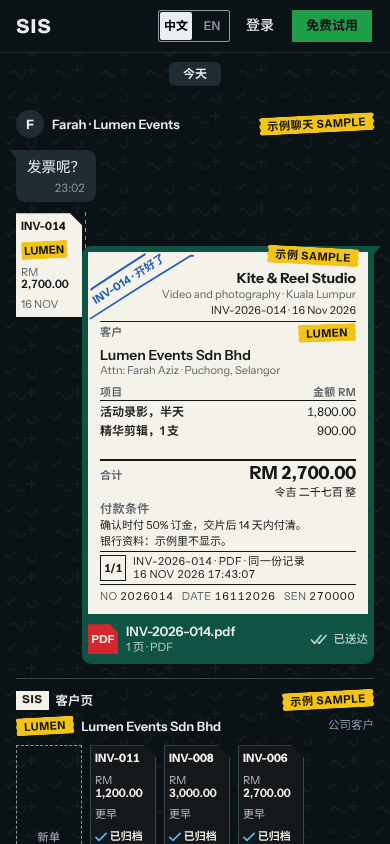 SIS
中文 EN
登录
免费试用
今天
F Farah · Lumen Events
示例聊天 SAMPLE
发票呢？
23:02
INV-014
LUMEN
RM
2,700.00
16 NOV
INV-014 · 开好了
示例 SAMPLE
Kite & Reel Studio
Video and photography · Kuala Lumpur
INV-2026-014 · 16 Nov 2026
客户
LUMEN
Lumen Events Sdn Bhd
Attn: Farah Aziz · Puchong, Selangor
项目 金额 RM
活动录影，半天 1,800.00
精华剪辑，1 支 900.00
合计 RM 2,700.00
令吉 二千七百 整
付款条件
确认时付 50% 订金，交片后 14 天内付清。
银行资料：示例里不显示。
1/1
INV-2026-014 · PDF · 同一份记录
16 NOV 2026 17:43:07
NO 2026014 DATE 16112026 SEN 270000
PDF
INV-2026-014.pdf
1 页 · PDF
已送达
SIS 客户页
示例 SAMPLE
LUMEN Lumen Events Sdn Bhd
公司客户
新单
INV-011
RM
1,200.00
更早
已归档
INV-008
RM
3,000.00
更早
已归档
INV-006
RM
2,700.00
更早
已归档